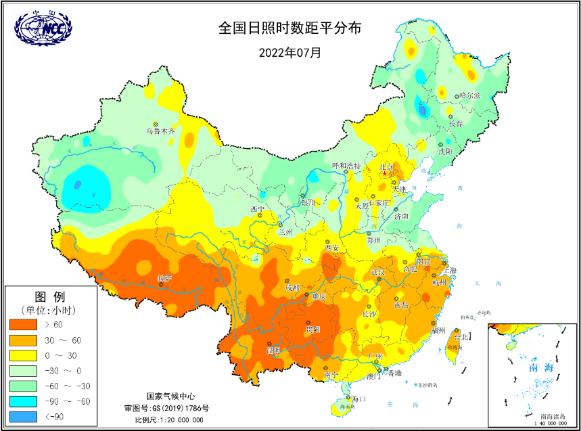 中国
NCC
全国日照时数距平分布
2022年07月
哈尔滨
长春
沈阳
乌鲁木齐
呼和浩特
北京
天津
石家庄
太原
银川
济南
西宁
兰州
郑州
西安
拉萨
成都
重庆
武汉
合肥
南京
上海
杭州
南昌
长沙
贵阳
昆明
福州
台北
广州
南宁
香港
澳门
海口
图 例
(单位:小时)
> 60
30 ～ 60
0 ～ 30
-30 ～ 0
-60 ～ -30
-90 ～ -60
<-90
国家气候中心
审图号:GS(2019)1786号
比例尺:1:20 000 000
南 海
南海诸岛
1:40 000 000